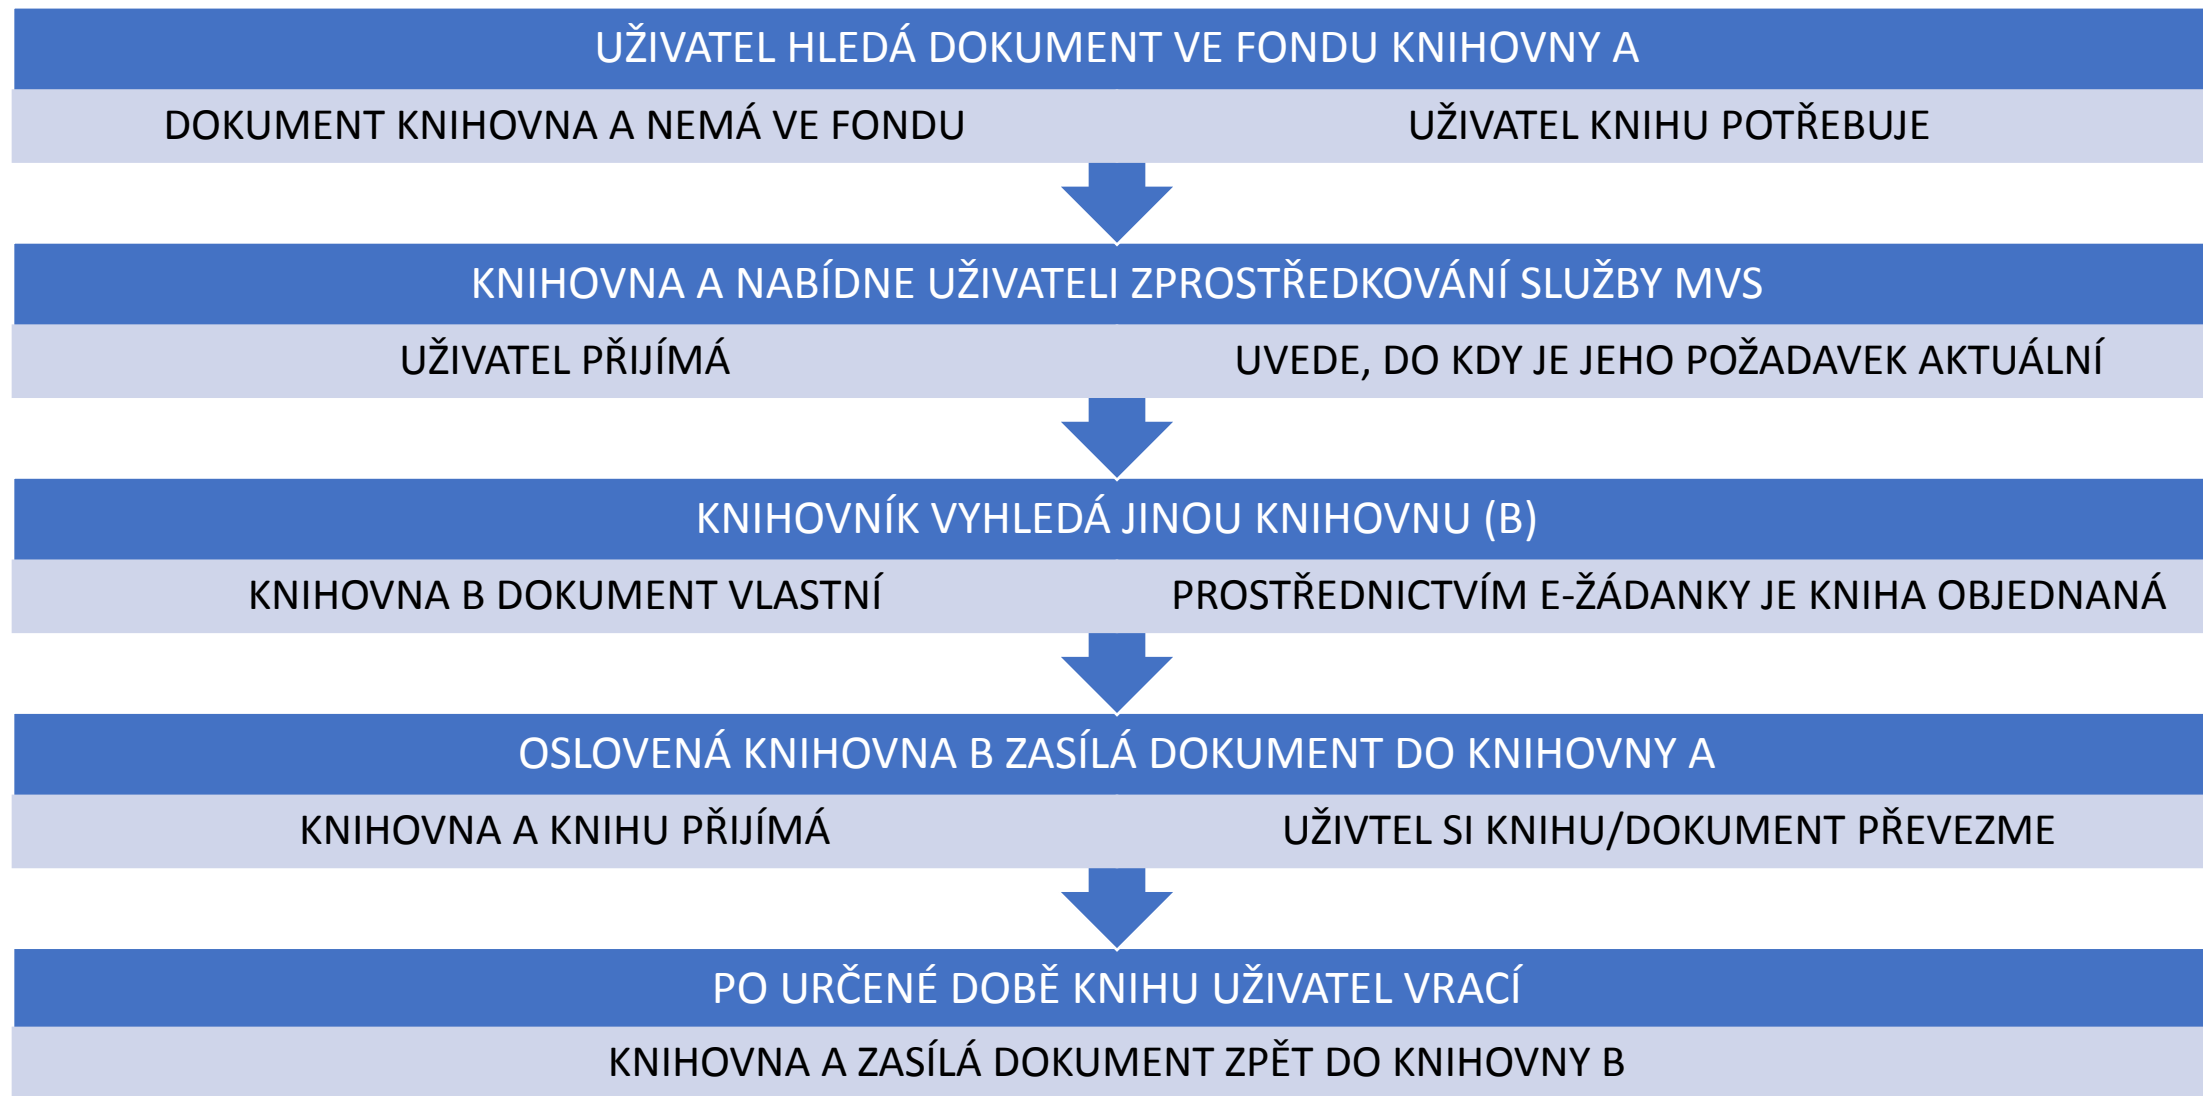 UŽIVATEL HLEDÁ DOKUMENT VE FONDU KNIHOVNY A
DOKUMENT KNIHOVNA A NEMÁ VE FONDU
UŽIVATEL KNIHU POTŘEBUJE
KNIHOVNA A NABÍDNE UŽIVATELI ZPROSTŘEDKOVÁNÍ SLUŽBY MVS
UŽIVATEL PŘIJÍMÁ
UVEDE, DO KDY JE JEHO POŽADAVEK AKTUÁLNÍ
KNIHOVNÍK VYHLEDÁ JINOU KNIHOVNU (B)
KNIHOVNA B DOKUMENT VLASTNÍ
PROSTŘEDNICTVÍM E-ŽÁDANKY JE KNIHA OBJEDNANÁ
OSLOVENÁ KNIHOVNA B ZASÍLÁ DOKUMENT DO KNIHOVNY A
KNIHOVNA A KNIHU PŘIJÍMÁ
UŽIVTEL SI KNIHU/DOKUMENT PŘEVEZME
PO URČENÉ DOBĚ KNIHU UŽIVATEL VRACÍ
KNIHOVNA A ZASÍLÁ DOKUMENT ZPĚT DO KNIHOVNY B